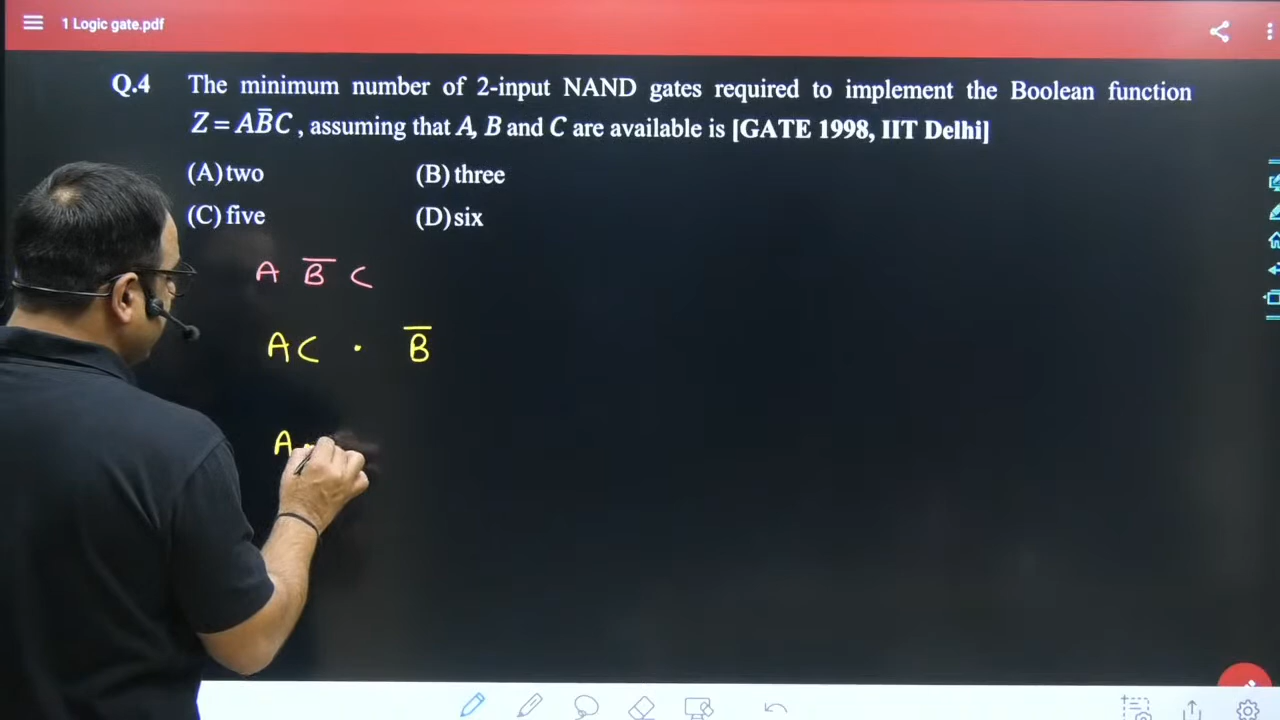 1 Logic gate.pdf
Q.4 The minimum number of 2-input NAND gates required to implement the Boolean function
Z = AB̅C , assuming that A, B and C are available is [GATE 1998, IIT Delhi]
(A) two (B) three
(C) five (D) six
A B̅ C
AC · B̅
A